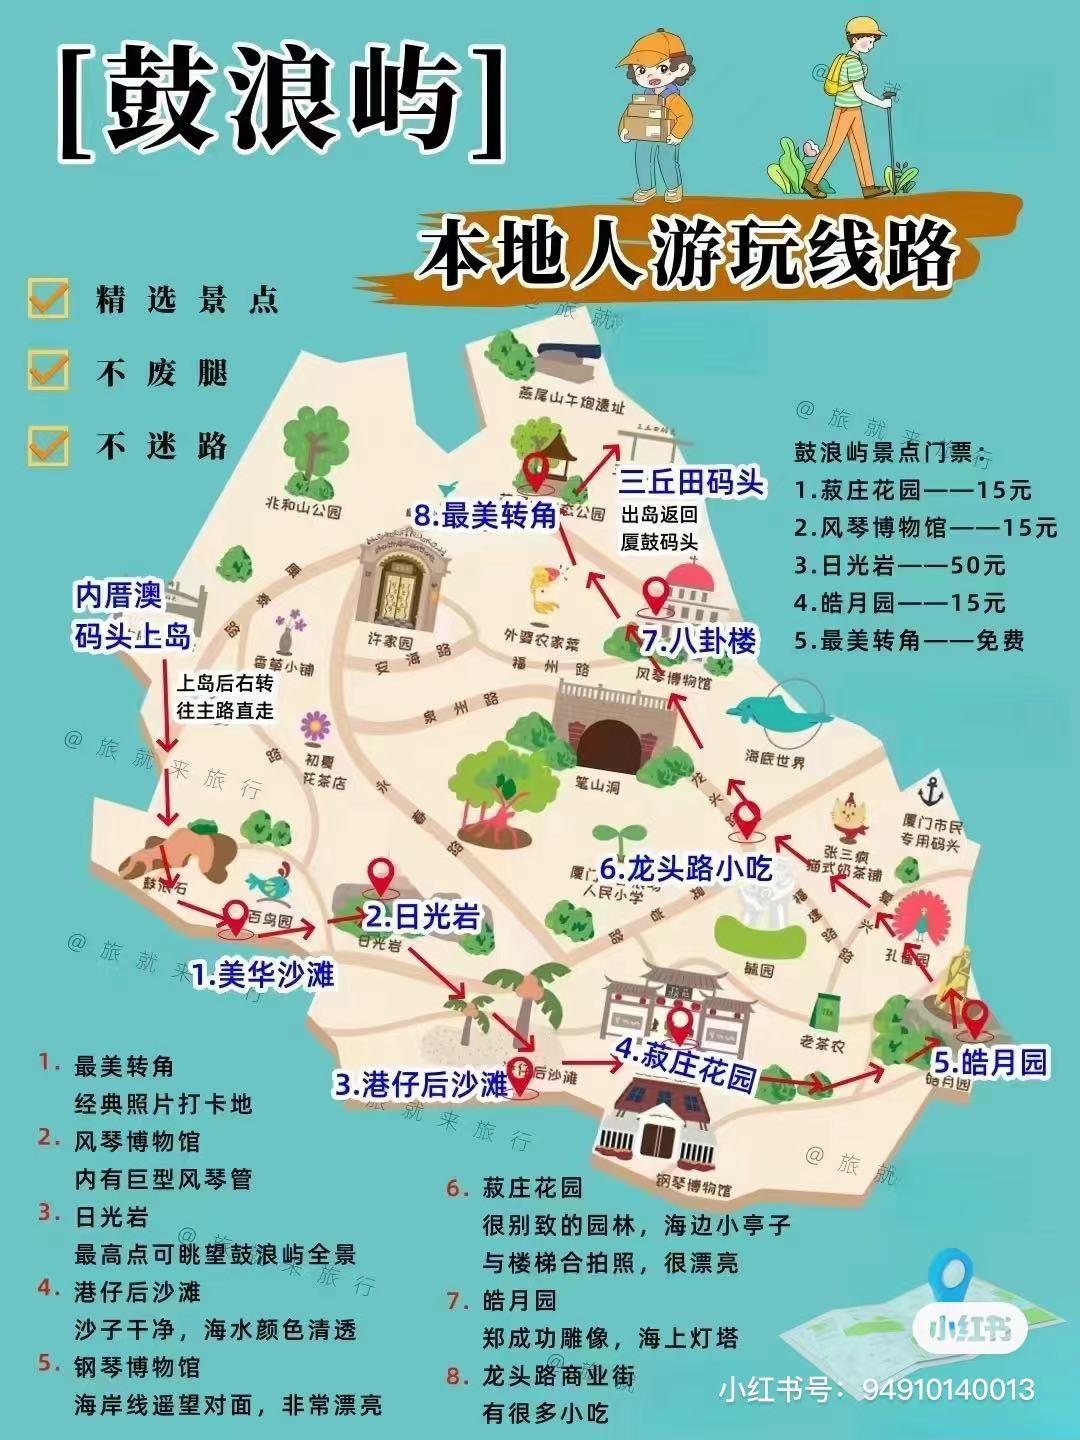 [鼓浪屿]
本地人游玩线路
精选景点
不废腿
不迷路
@旅就来旅行
鼓浪屿景点门票：
1.菽庄花园——15元
2.风琴博物馆——15元
3.日光岩——50元
4.皓月园——15元
5.最美转角——免费
燕尾山午炮遗址
三丘田码头
出岛返回
厦鼓码头
兆和山公园
8.最美转角
内厝澳
码头上岛
上岛后右转
往主路直走
许家园
香草小铺
外婆农家菜
福州路
安海路
泉州路
7.八卦楼
风琴博物馆
海底世界
初夏
花茶店
笔山洞
永春路
龙头路
厦门市民
专用码头
张三疯
猫式奶茶铺
6.龙头路小吃
人民小学
福建路
鼓浪石
百鸟园
1.美华沙滩
2.日光岩
日光岩
毓园
孔雀园
老茶农
5.皓月园
皓月园
菽庄
4.菽庄花园
3.港仔后沙滩
港仔后沙滩
钢琴博物馆
1. 最美转角
经典照片打卡地
2. 风琴博物馆
内有巨型风琴管
3. 日光岩
最高点可眺望鼓浪屿全景
4. 港仔后沙滩
沙子干净，海水颜色清透
5. 钢琴博物馆
海岸线遥望对面，非常漂亮
6. 菽庄花园
很别致的园林，海边小亭子
与楼梯合拍照，很漂亮
7. 皓月园
郑成功雕像，海上灯塔
8. 龙头路商业街
有很多小吃
小红书
小红书号：94910140013